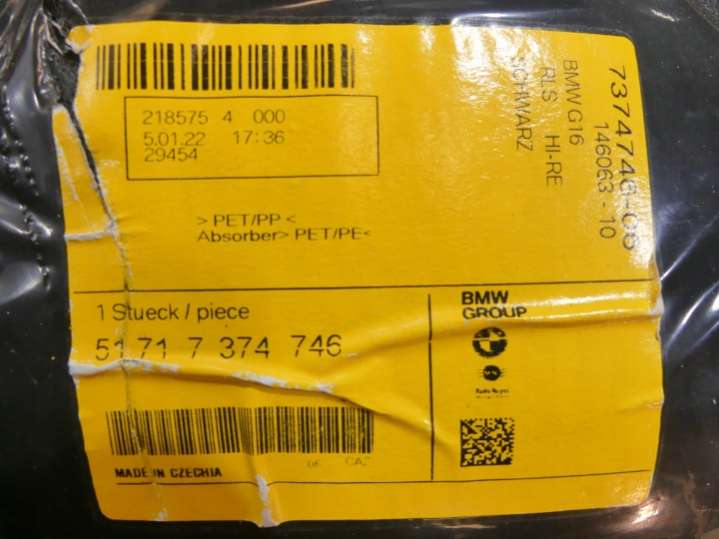 218575 4 000
5.01.22 17:36
29454
> PET/PP <
Absorber> PET/PE<
7374746-06
146063 - 10
BMW G16
RLS HI-RE
SCHWARZ
1 Stueck / piece
51 71 7 374 746
BMW
GROUP
MADE IN CZECHIA